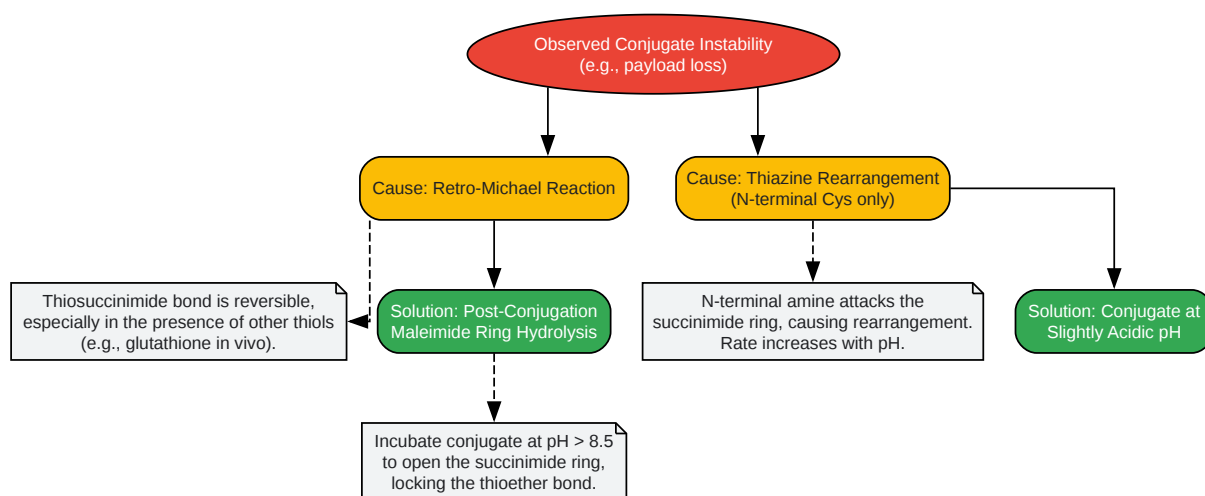 Observed Conjugate Instability
(e.g., payload loss)
Cause: Retro-Michael Reaction
Cause: Thiazine Rearrangement
(N-terminal Cys only)
Thiosuccinimide bond is reversible,
especially in the presence of other thiols
(e.g., glutathione in vivo).
Solution: Post-Conjugation
Maleimide Ring Hydrolysis
N-terminal amine attacks the
succinimide ring, causing rearrangement.
Rate increases with pH.
Solution: Conjugate at
Slightly Acidic pH
Incubate conjugate at pH > 8.5
to open the succinimide ring,
locking the thioether bond.